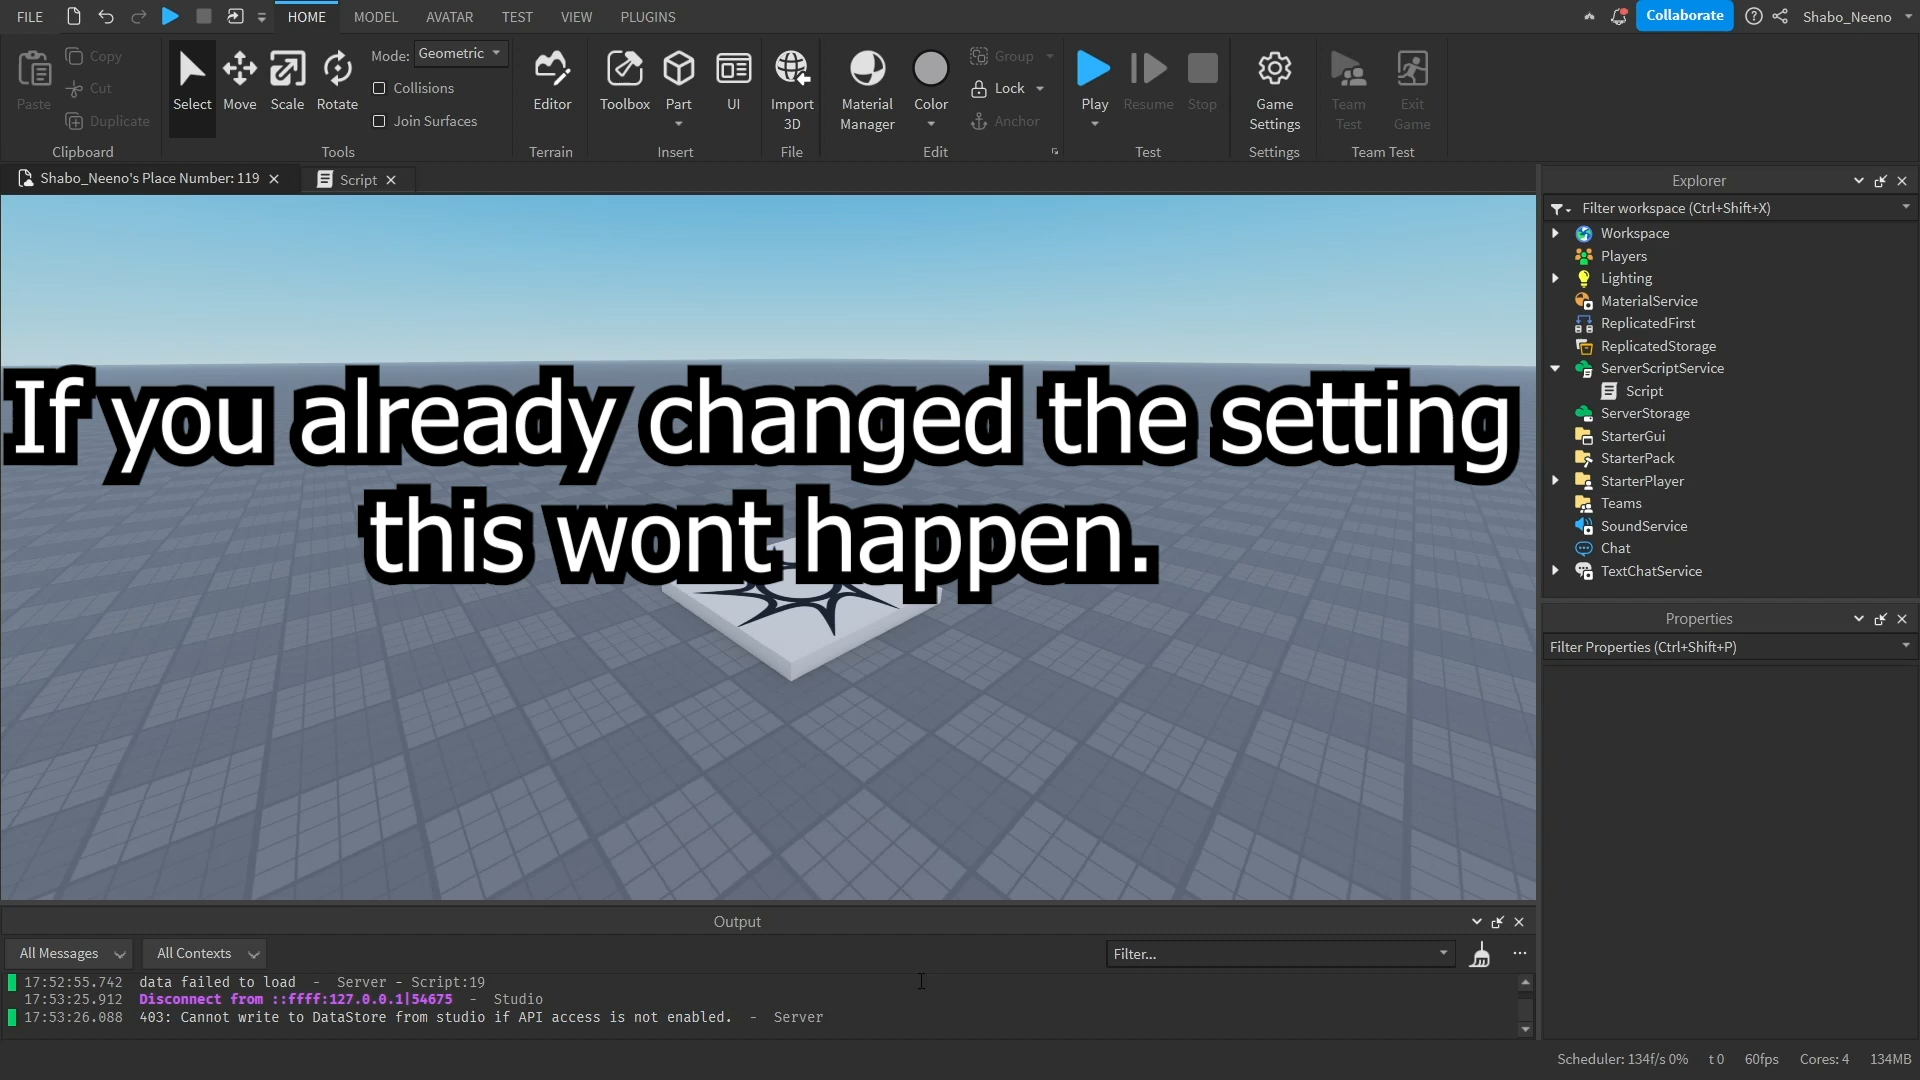 FILE HOME MODEL AVATAR TEST VIEW PLUGINS Collaborate Shabo_Neeno
Paste Copy Cut Duplicate Clipboard
Select Move Scale Rotate Mode: Geometric Collisions Join Surfaces Tools
Editor Terrain
Toolbox Part UI Insert
Import 3D File
Material Manager Color Group Lock Anchor Edit
Play Resume Stop Test
Game Settings Settings
Team Test Exit Game Team Test
Shabo_Neeno's Place Number: 119 Script
If you already changed the setting
this wont happen.
Explorer
Filter workspace (Ctrl+Shift+X)
Workspace
Players
Lighting
MaterialService
ReplicatedFirst
ReplicatedStorage
ServerScriptService
Script
ServerStorage
StarterGui
StarterPack
StarterPlayer
Teams
SoundService
Chat
TextChatService
Properties
Filter Properties (Ctrl+Shift+P)
Output
All Messages All Contexts Filter... ...
17:52:55.742 data failed to load - Server - Script:19
17:53:25.912 Disconnect from ::ffff:127.0.0.1|54675 - Studio
17:53:26.088 403: Cannot write to DataStore from studio if API access is not enabled. - Server
Scheduler: 134f/s 0% t 0 60fps Cores: 4 134MB